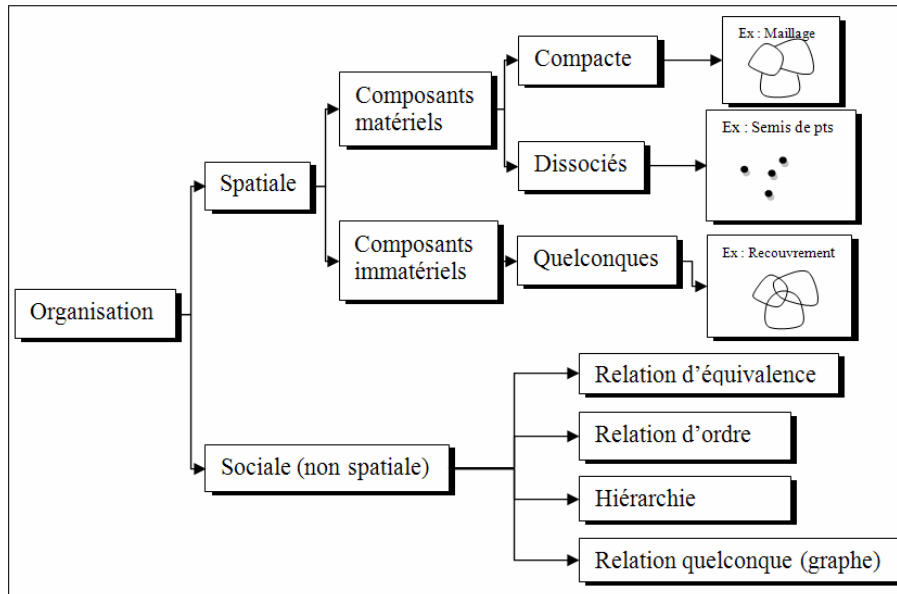 Ex : Maillage
Compacte
Composants
matériels
Ex : Semis de pts
Dissociés
Spatiale
Composants
immatériels
Quelconques
Ex : Recouvrement
Organisation
Relation d'équivalence
Relation d'ordre
Sociale (non spatiale)
Hiérarchie
Relation quelconque (graphe)